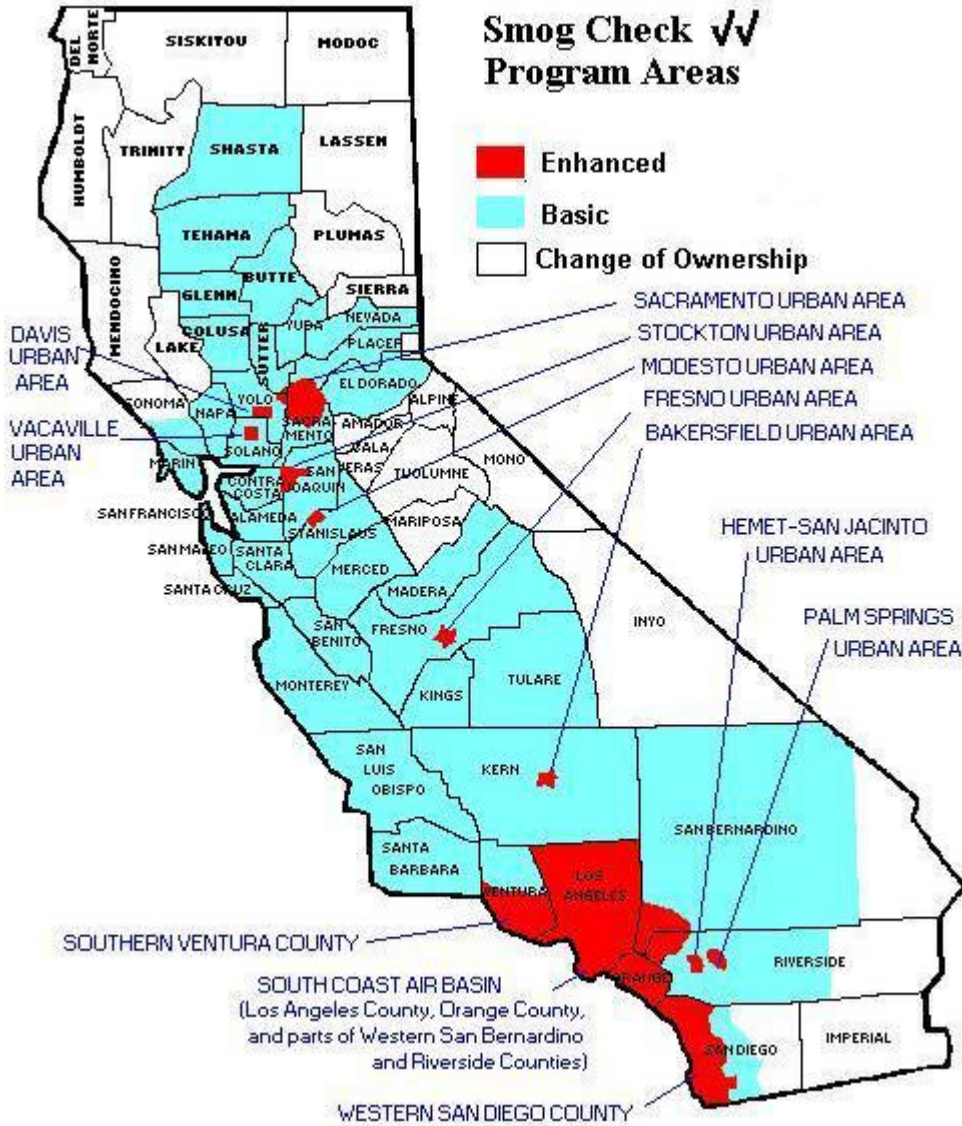 Smog Check √√
Program Areas
Enhanced
Basic
Change of Ownership
DEL
NORTE
SISKITOU
MODOC
HUMBOLDT
TRINITY
SHASTA
LASSEN
TEHAMA
PLUMAS
MENDOCINO
GLENN
BUTTE
SIERRA
LAKE
COLUSA
SUTTER
YUBA
NEVADA
PLACER
SACRAMENTO URBAN AREA
STOCKTON URBAN AREA
MODESTO URBAN AREA
FRESNO URBAN AREA
BAKERSFIELD URBAN AREA
DAVIS
URBAN
AREA
VACAVILLE
URBAN
AREA
SONOMA
NAPA
YOLO
EL DORADO
ALPINE
SACRA
MENTO
AMADOR
SOLANO
CALA
VERAS
MARIN
TUOLUMNE
MONO
CONTRA
COSTA
SAN
JOAQUIN
SAN FRANCISCO
ALAMEDA
STANISLAUS
MARIPOSA
SAN MATEO
SANTA
CLARA
MERCED
SANTA CRUZ
MADERA
HEMET-SAN JACINTO
URBAN AREA
SAN
BENITO
FRESNO
INYO
PALM SPRINGS
URBAN AREA
MONTEREY
KINGS
TULARE
SAN
LUIS
OBISPO
KERN
SAN BERNARDINO
SANTA
BARBARA
VENTURA
LOS
ANGELES
SOUTHERN VENTURA COUNTY
ORANGE
RIVERSIDE
SOUTH COAST AIR BASIN
(Los Angeles County, Orange County,
and parts of Western San Bernardino
and Riverside Counties)
SAN DIEGO
IMPERIAL
WESTERN SAN DIEGO COUNTY